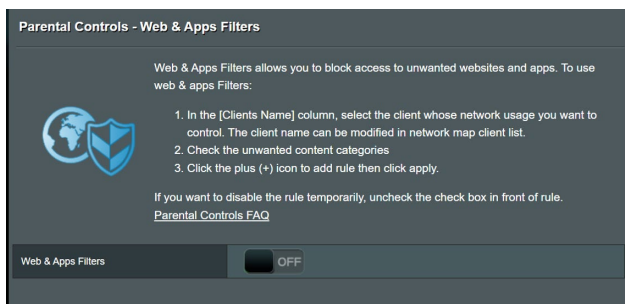 Parental Controls - Web & Apps Filters
Web & Apps Filters allows you to block access to unwanted websites and apps. To use
web & apps Filters:
1. In the [Clients Name] column, select the client whose network usage you want to
control. The client name can be modified in network map client list.
2. Check the unwanted content categories
3. Click the plus (+) icon to add rule then click apply.
If you want to disable the rule temporarily, uncheck the check box in front of rule.
Parental Controls FAQ
Web & Apps Filters
OFF